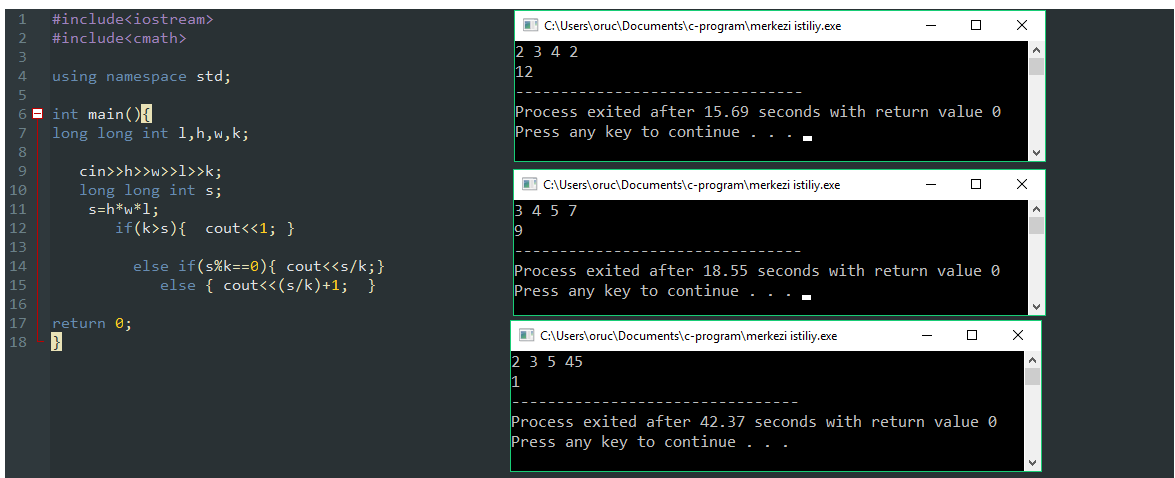 1 #include<iostream>
2 #include<cmath>
3
4 using namespace std;
5
6 int main(){
7 long long int l,h,w,k;
8
9 cin>>h>>w>>l>>k;
10 long long int s;
11 s=h*w*l;
12 if(k>s){ cout<<1; }
13
14 else if(s%k==0){ cout<<s/k;}
15 else { cout<<(s/k)+1; }
16
17 return 0;
18 }
C:\Users\oruc\Documents\c-program\merkezi istiliy.exe
2 3 4 2
12
--------------------------------
Process exited after 15.69 seconds with return value 0
Press any key to continue . . .
C:\Users\oruc\Documents\c-program\merkezi istiliy.exe
3 4 5 7
9
--------------------------------
Process exited after 18.55 seconds with return value 0
Press any key to continue . . .
C:\Users\oruc\Documents\c-program\merkezi istiliy.exe
2 3 5 45
1
--------------------------------
Process exited after 42.37 seconds with return value 0
Press any key to continue . . .